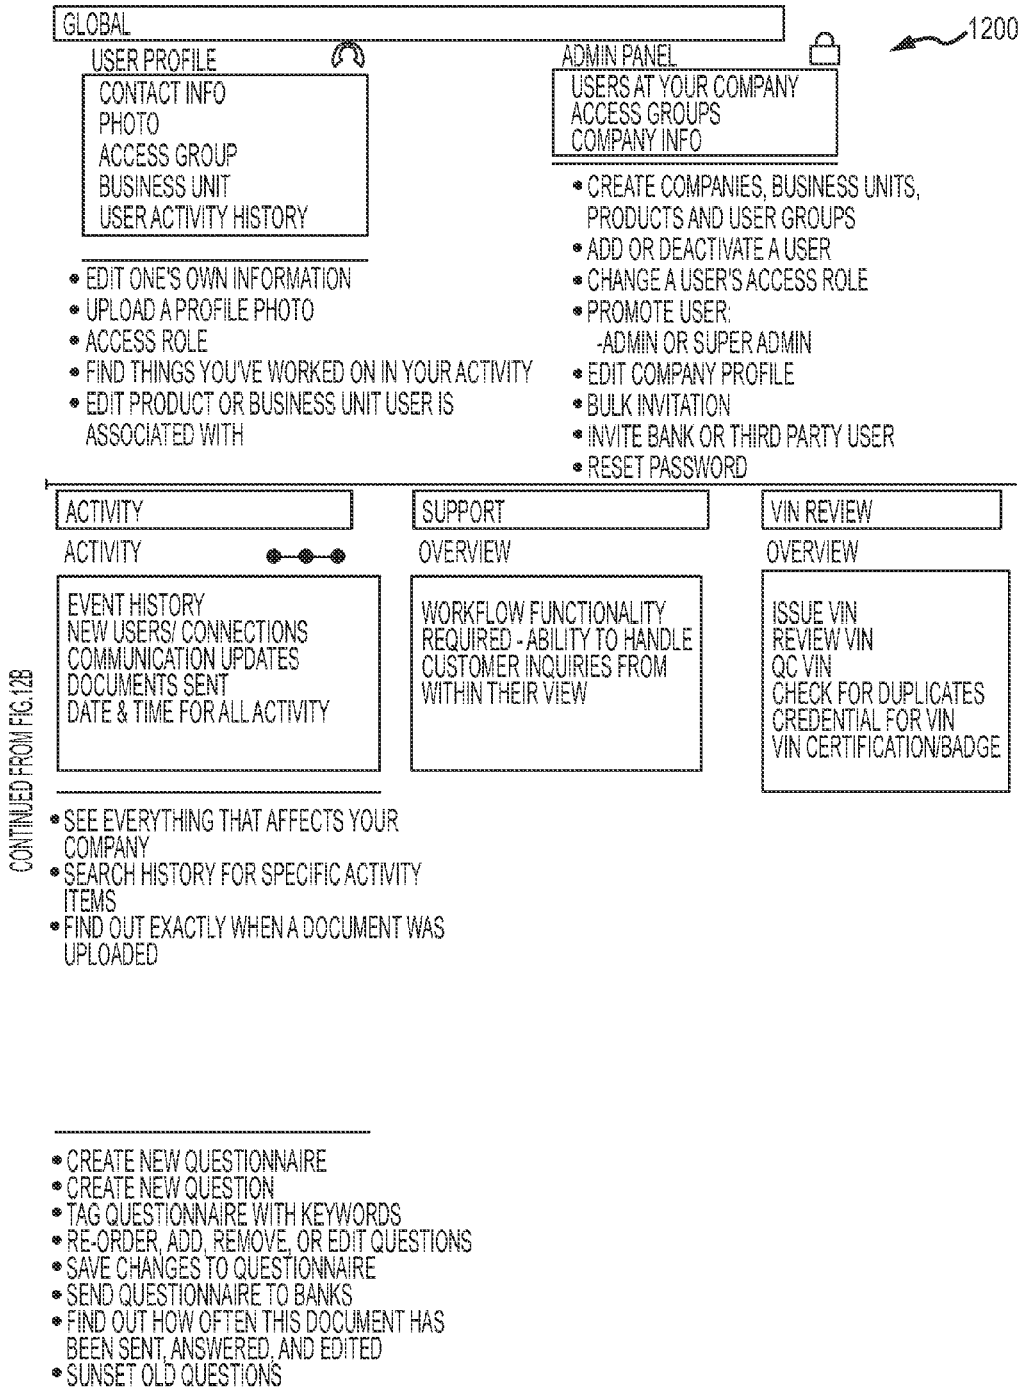 GLOBAL
1200
USER PROFILE
CONTACT INFO
PHOTO
ACCESS GROUP
BUSINESS UNIT
USER ACTIVITY HISTORY
• EDIT ONE'S OWN INFORMATION
• UPLOAD A PROFILE PHOTO
• ACCESS ROLE
• FIND THINGS YOU'VE WORKED ON IN YOUR ACTIVITY
• EDIT PRODUCT OR BUSINESS UNIT USER IS
ASSOCIATED WITH
ADMIN PANEL
USERS AT YOUR COMPANY
ACCESS GROUPS
COMPANY INFO
• CREATE COMPANIES, BUSINESS UNITS,
PRODUCTS AND USER GROUPS
• ADD OR DEACTIVATE A USER
• CHANGE A USER'S ACCESS ROLE
• PROMOTE USER:
-ADMIN OR SUPER ADMIN
• EDIT COMPANY PROFILE
• BULK INVITATION
• INVITE BANK OR THIRD PARTY USER
• RESET PASSWORD
CONTINUED FROM FIG.12B
ACTIVITY
ACTIVITY
EVENT HISTORY
NEW USERS/ CONNECTIONS
COMMUNICATION UPDATES
DOCUMENTS SENT
DATE & TIME FOR ALL ACTIVITY
• SEE EVERYTHING THAT AFFECTS YOUR
COMPANY
• SEARCH HISTORY FOR SPECIFIC ACTIVITY
ITEMS
• FIND OUT EXACTLY WHEN A DOCUMENT WAS
UPLOADED
SUPPORT
OVERVIEW
WORKFLOW FUNCTIONALITY
REQUIRED - ABILITY TO HANDLE
CUSTOMER INQUIRIES FROM
WITHIN THEIR VIEW
VIN REVIEW
OVERVIEW
ISSUE VIN
REVIEW VIN
QC VIN
CHECK FOR DUPLICATES
CREDENTIAL FOR VIN
VIN CERTIFICATION/BADGE
• CREATE NEW QUESTIONNAIRE
• CREATE NEW QUESTION
• TAG QUESTIONNAIRE WITH KEYWORDS
• RE-ORDER, ADD, REMOVE, OR EDIT QUESTIONS
• SAVE CHANGES TO QUESTIONNAIRE
• SEND QUESTIONNAIRE TO BANKS
• FIND OUT HOW OFTEN THIS DOCUMENT HAS
BEEN SENT, ANSWERED, AND EDITED
• SUNSET OLD QUESTIONS